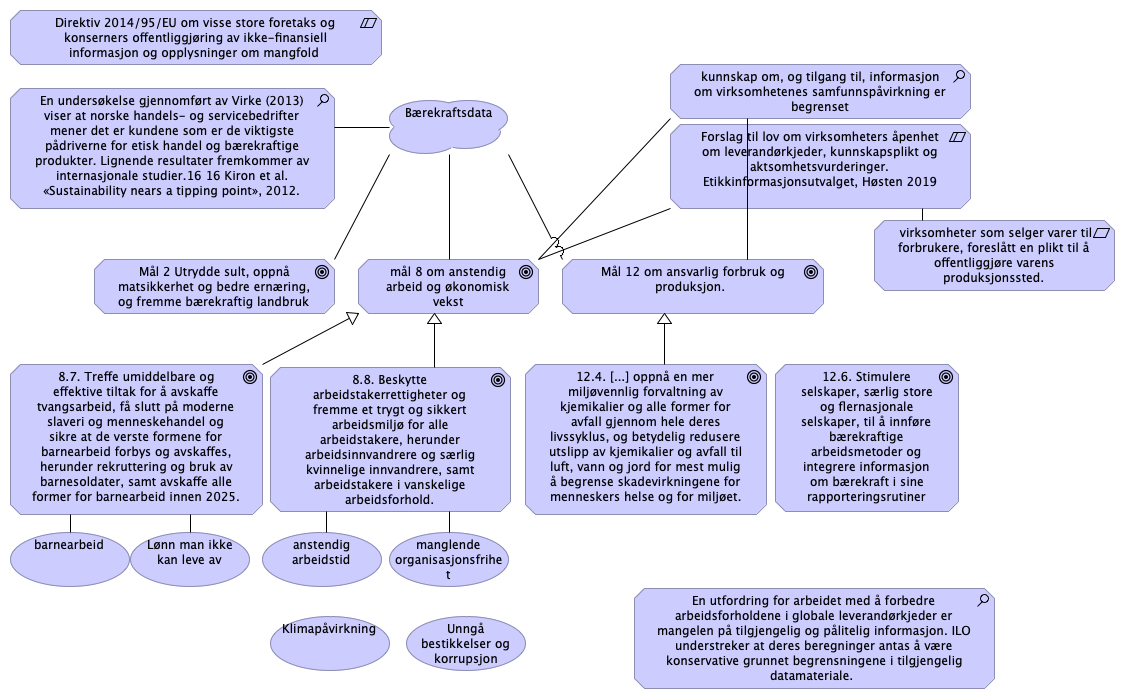 Direktiv 2014/95/EU om visse store foretaks og
konserners offentliggjøring av ikke-finansiell
informasjon og opplysninger om mangfold
En undersøkelse gjennomført av Virke (2013)
viser at norske handels- og servicebedrifter
mener det er kundene som er de viktigste
pådriverne for etisk handel og bærekraftige
produkter. Lignende resultater fremkommer av
internasjonale studier.16 16 Kiron et al.
«Sustainability nears a tipping point», 2012.
Bærekraftsdata
kunnskap om, og tilgang til, informasjon
om virksomhetenes samfunnspåvirkning er
begrenset
Forslag til lov om virksomheters åpenhet
om leverandørkjeder, kunnskapsplikt og
aktsomhetsvurderinger.
Etikkinformasjonsutvalget, Høsten 2019
virksomheter som selger varer til
forbrukere, foreslått en plikt til å
offentliggjøre varens
produksjonssted.
Mål 2 Utrydde sult, oppnå
matsikkerhet og bedre ernæring,
og fremme bærekraftig landbruk
mål 8 om anstendig
arbeid og økonomisk
vekst
Mål 12 om ansvarlig forbruk og
produksjon.
8.7. Treffe umiddelbare og
effektive tiltak for å avskaffe
tvangsarbeid, få slutt på moderne
slaveri og menneskehandel og
sikre at de verste formene for
barnearbeid forbys og avskaffes,
herunder rekruttering og bruk av
barnesoldater, samt avskaffe alle
former for barnearbeid innen 2025.
8.8. Beskytte
arbeidstakerrettigheter og
fremme et trygt og sikkert
arbeidsmiljø for alle
arbeidstakere, herunder
arbeidsinnvandrere og særlig
kvinnelige innvandrere, samt
arbeidstakere i vanskelige
arbeidsforhold.
12.4. [...] oppnå en mer
miljøvennlig forvaltning av
kjemikalier og alle former for
avfall gjennom hele deres
livssyklus, og betydelig redusere
utslipp av kjemikalier og avfall til
luft, vann og jord for mest mulig
å begrense skadevirkningene for
menneskers helse og for miljøet.
12.6. Stimulere
selskaper, særlig store
og flernasjonale
selskaper, til å innføre
bærekraftige
arbeidsmetoder og
integrere informasjon
om bærekraft i sine
rapporteringsrutiner
barnearbeid
Lønn man ikke
kan leve av
anstendig
arbeidstid
manglende
organisasjonsfrihe
t
Klimapåvirkning
Unngå
bestikkelser og
korrupsjon
En utfordring for arbeidet med å forbedre
arbeidsforholdene i globale leverandørkjeder er
mangelen på tilgjengelig og pålitelig informasjon. ILO
understreker at deres beregninger antas å være
konservative grunnet begrensningene i tilgjengelig
datamateriale.